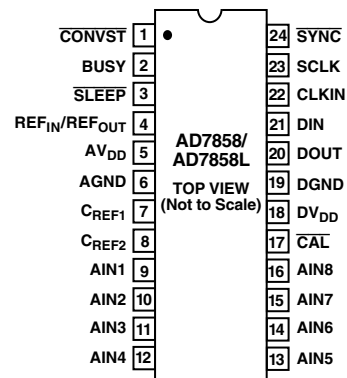 CONVST 1
BUSY 2
SLEEP 3
REFIN/REFOUT 4
AVDD 5
AGND 6
CREF1 7
CREF2 8
AIN1 9
AIN2 10
AIN3 11
AIN4 12
AD7858/
AD7858L
TOP VIEW
(Not to Scale)
24 SYNC
23 SCLK
22 CLKIN
21 DIN
20 DOUT
19 DGND
18 DVDD
17 CAL
16 AIN8
15 AIN7
14 AIN6
13 AIN5